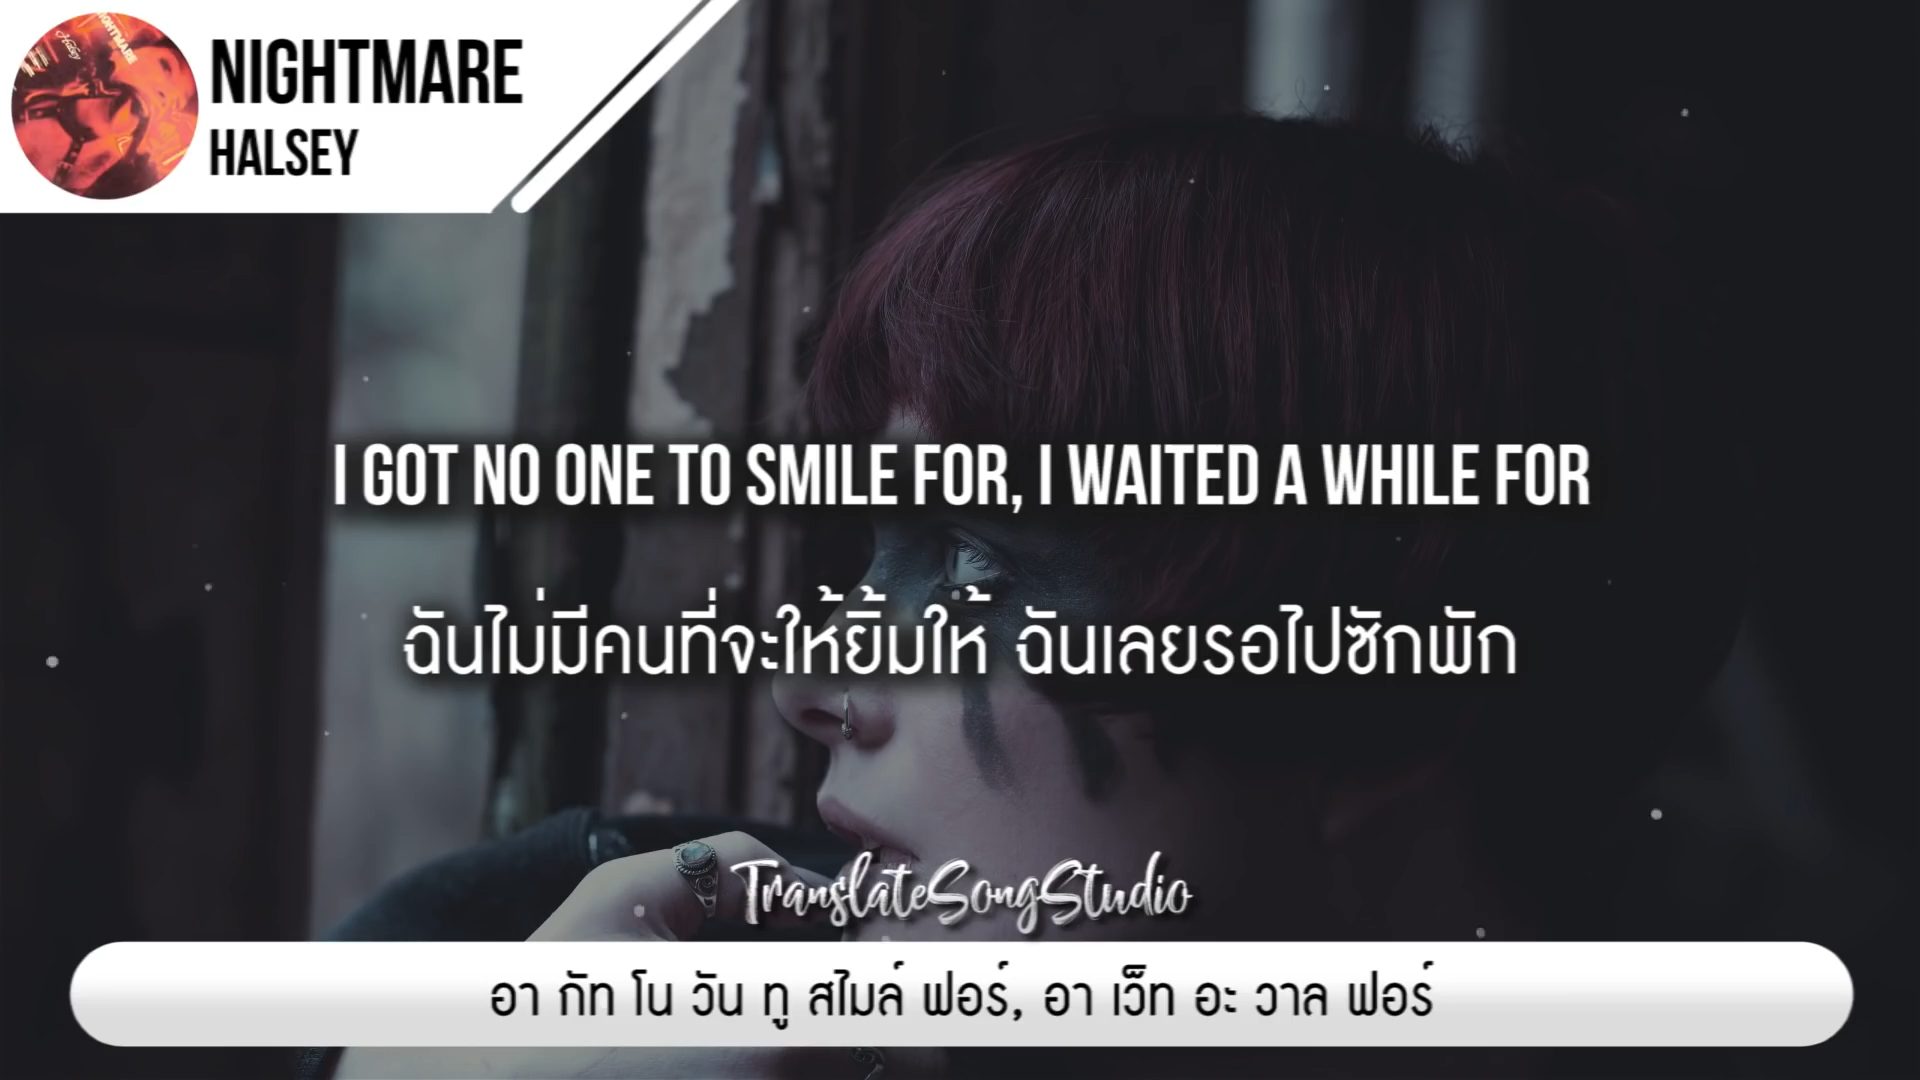 NIGHTMARE
HALSEY
I GOT NO ONE TO SMILE FOR, I WAITED A WHILE FOR
ฉันไม่มีคนที่จะให้ยิ้มให้ ฉันเลยรอไปซักพัก
TranslateSongStudio
อา กัท โน วัน ทู สไมล์ ฟอร์, อา เว็ท อะ วาล ฟอร์